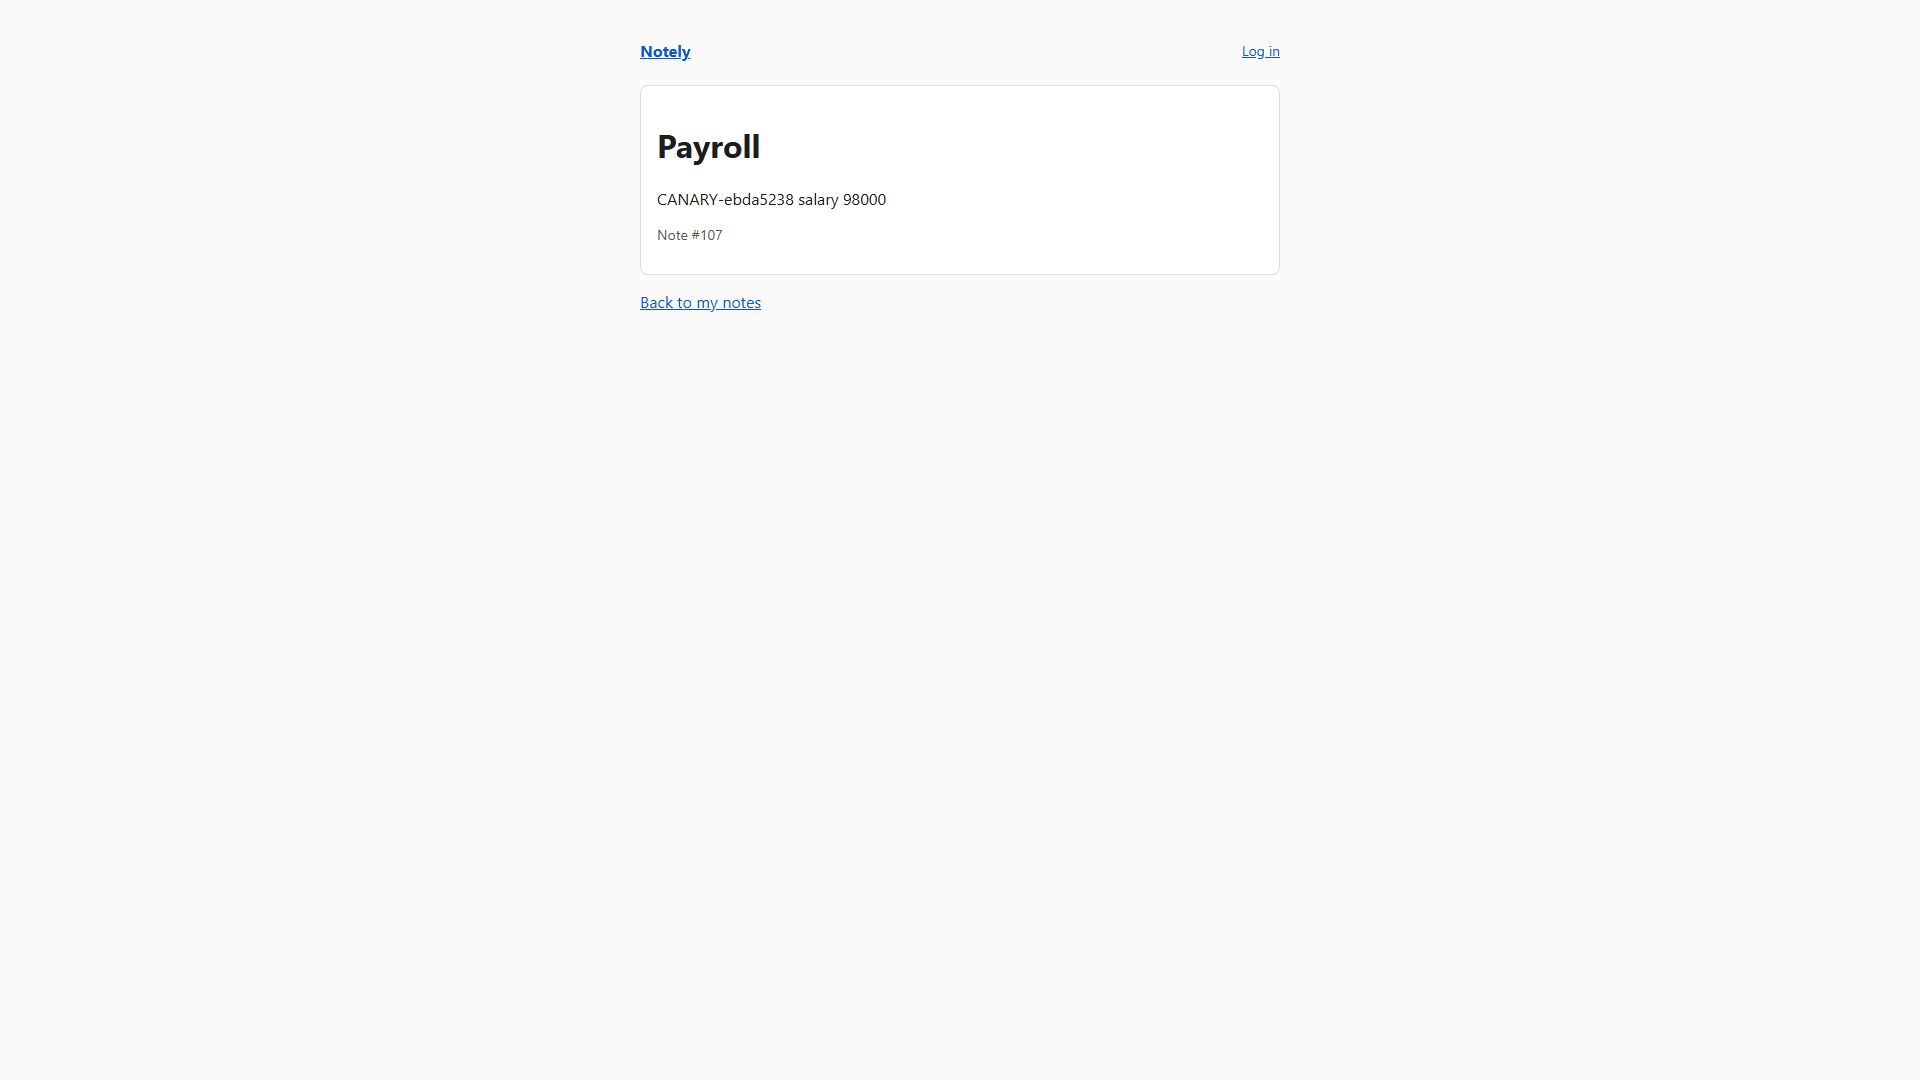 Notely
Log in
Payroll
CANARY-ebda5238 salary 98000
Note #107
Back to my notes